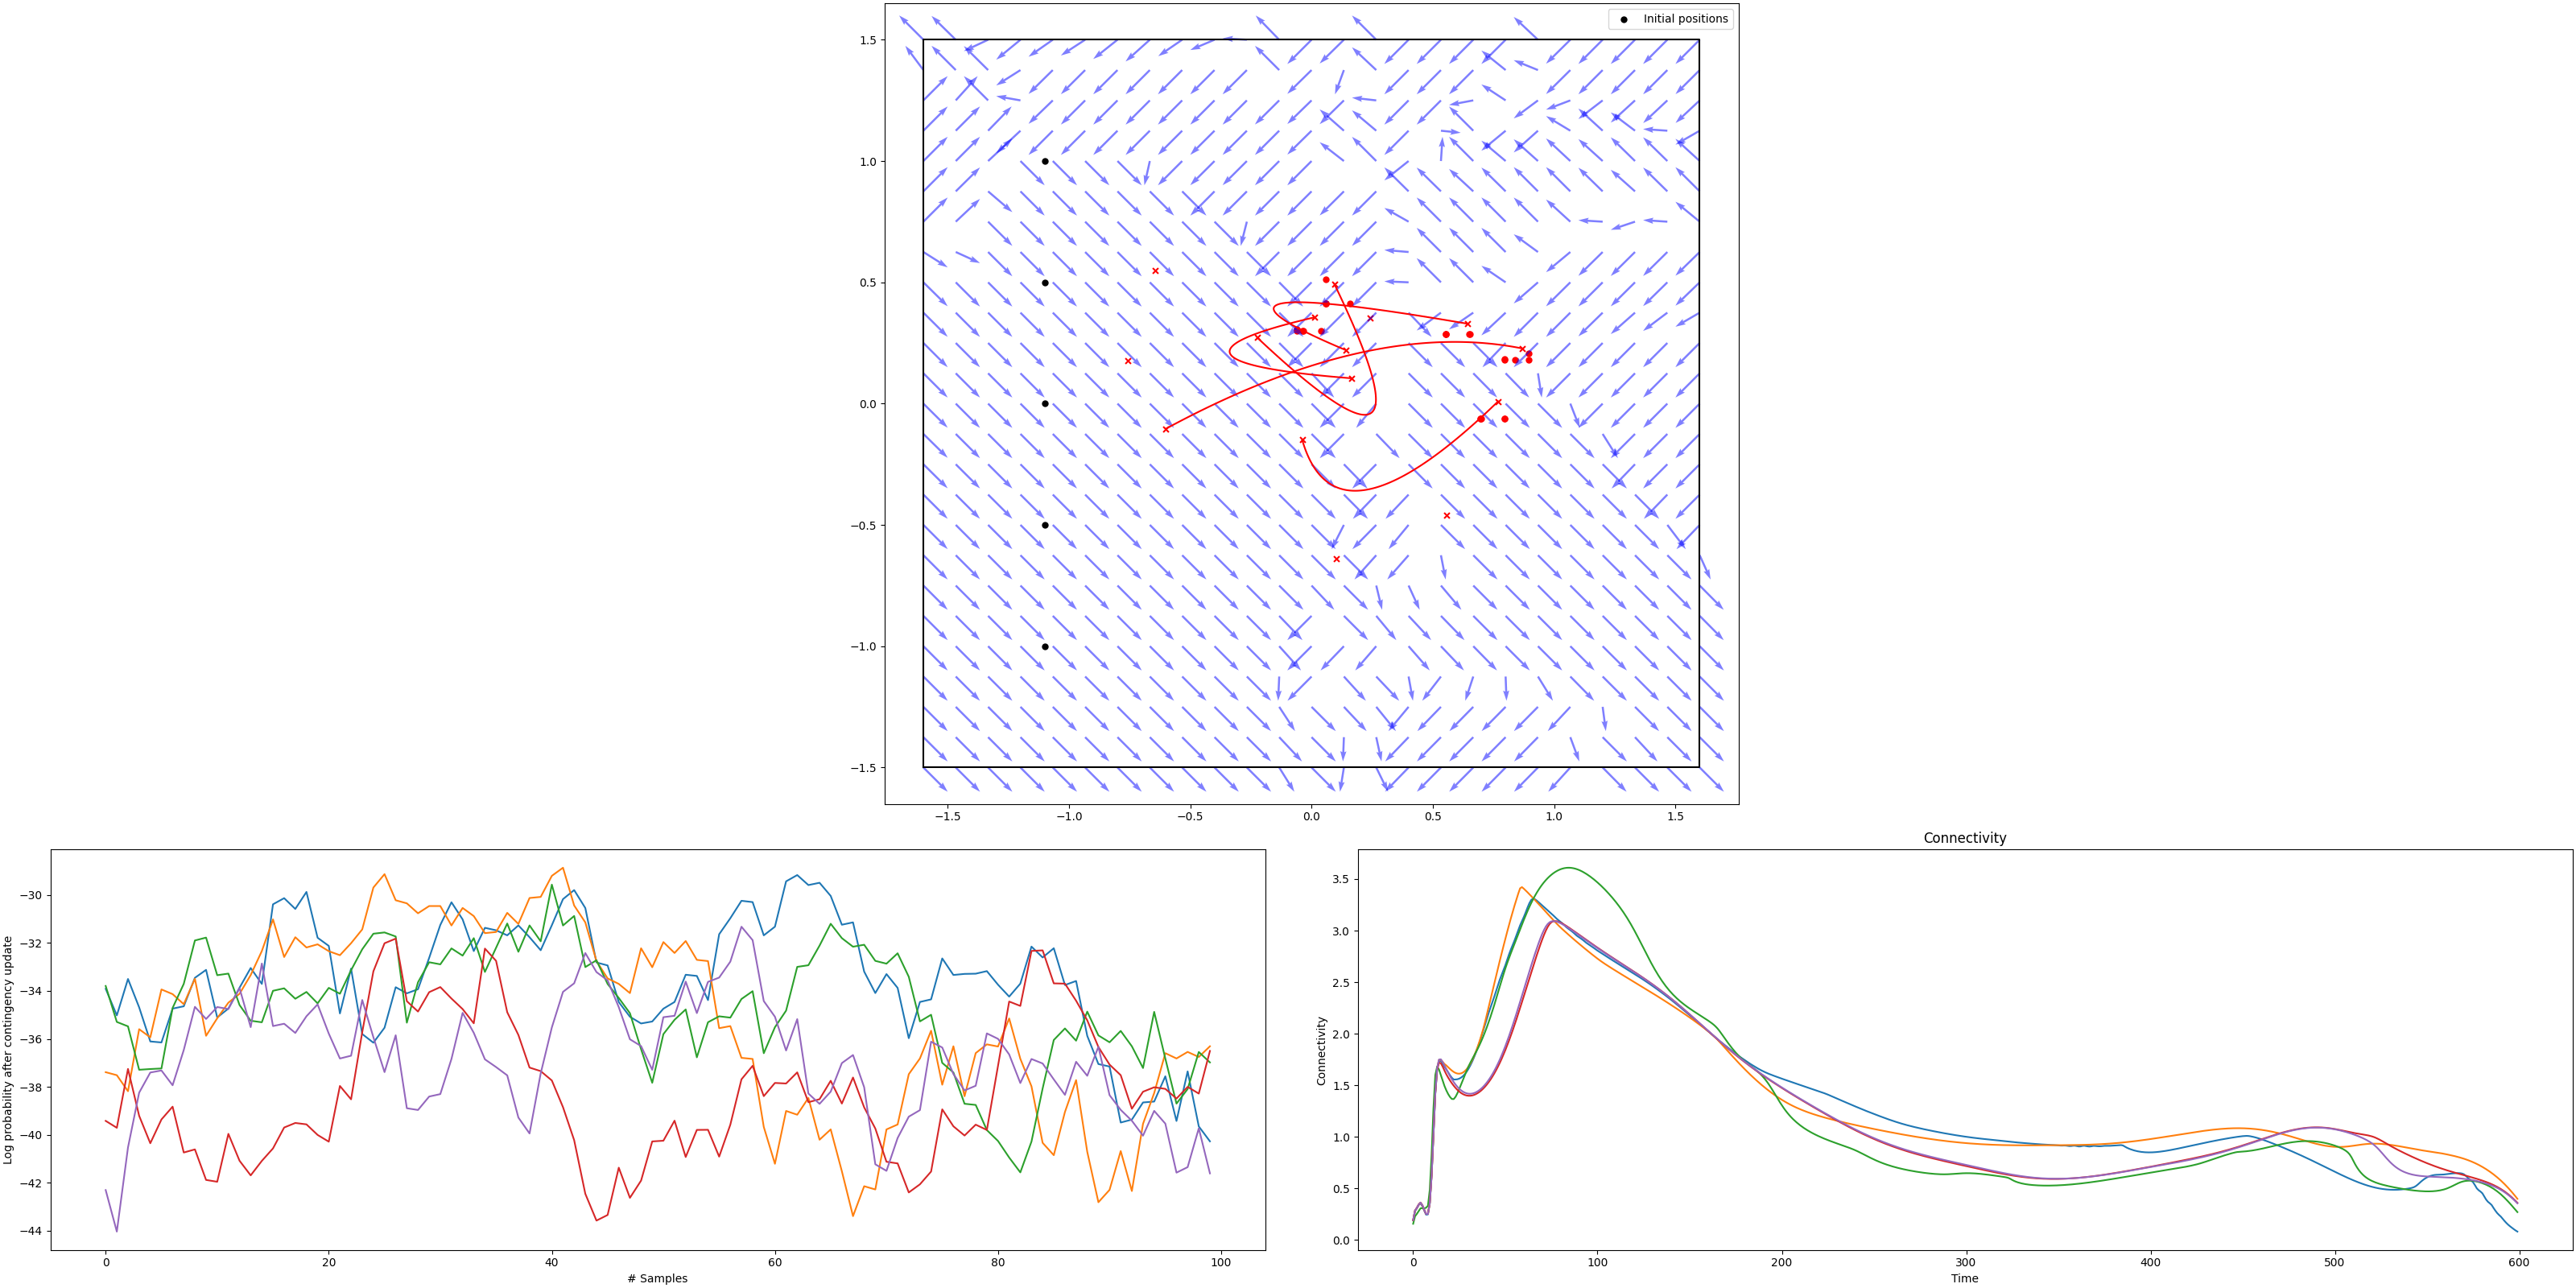 Initial positions
1.5
1.0
0.5
0.0
−0.5
−1.0
−1.5
−1.5 −1.0 −0.5 0.0 0.5 1.0 1.5
Log probability after contingency update
−30
−32
−34
−36
−38
−40
−42
−44
0 20 40 60 80 100
# Samples
Connectivity
Connectivity
3.5
3.0
2.5
2.0
1.5
1.0
0.5
0.0
0 100 200 300 400 500 600
Time